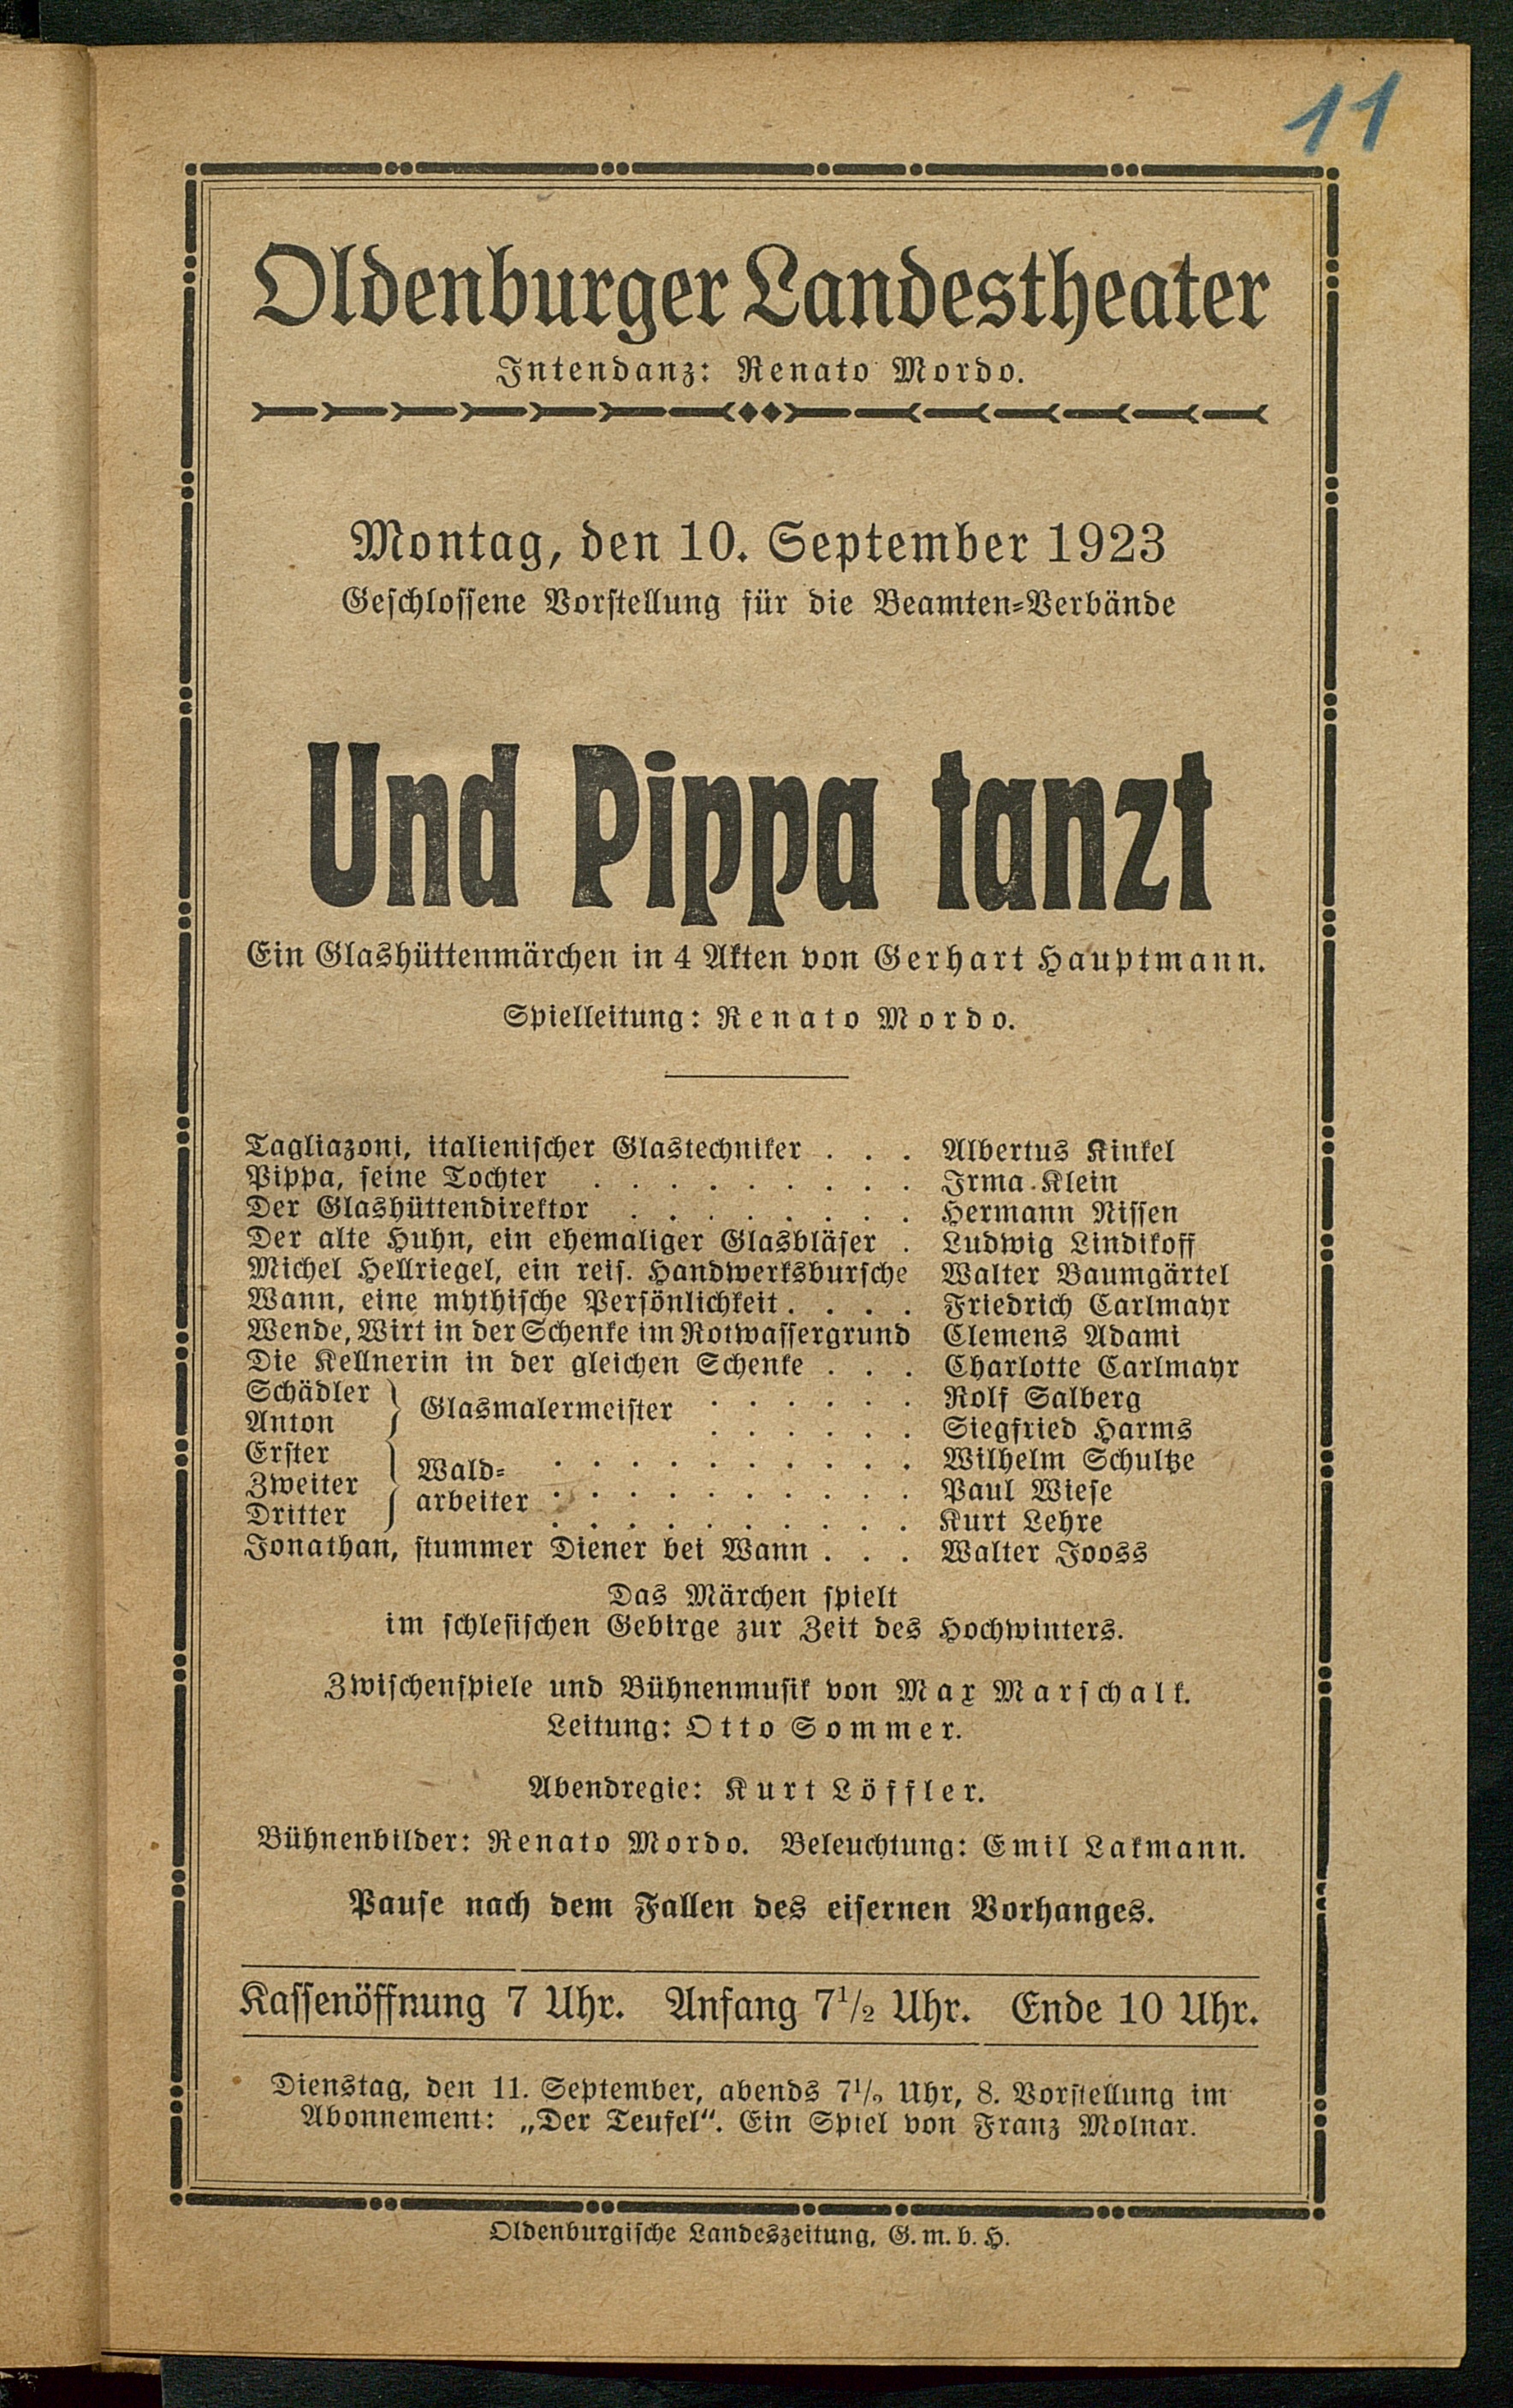 11
Oldenburger Landestheater
Intendanz: Renato Mordo.
Montag, den 10. September 1923
Geschlossene Vorstellung für die Beamten-Verbände
Und Pippa tanzt
Ein Glashüttenmärchen in 4 Akten von Gerhart Hauptmann.
Spielleitung: Renato Mordo.
Tagliazoni, italienischer Glastechniker . . . Albertus Kinkel
Pippa, seine Tochter . . . . . . . . . Irma Klein
Der Glashüttendirektor . . . . . . . . Hermann Nissen
Der alte Huhn, ein ehemaliger Glasbläser . Ludwig Lindikoff
Michel Hellriegel, ein reis. Handwerksbursche Walter Baumgärtel
Wann, eine mythische Persönlichkeit . . . . Friedrich Carlmayr
Wende, Wirt in der Schenke im Rotwassergrund Clemens Adami
Die Kellnerin in der gleichen Schenke . . . Charlotte Carlmayr
Schädler } Glasmalermeister . . . . . . Rolf Salberg
Anton } . . . . . . Siegfried Harms
Erster } Wald- . . . . . . . . . . Wilhelm Schultze
Zweiter } arbeiter . . . . . . . . . . Paul Wiese
Dritter } . . . . . . . . . . Kurt Lehre
Jonathan, stummer Diener bei Wann . . . Walter Jooss
Das Märchen spielt
im schlesischen Gebirge zur Zeit des Hochwinters.
Zwischenspiele und Bühnenmusik von Max Marschalk.
Leitung: Otto Sommer.
Abendregie: Kurt Löffler.
Bühnenbilder: Renato Mordo. Beleuchtung: Emil Lakmann.
Pause nach dem Fallen des eisernen Vorhanges.
Kassenöffnung 7 Uhr. Anfang 7½ Uhr. Ende 10 Uhr.
Dienstag, den 11. September, abends 7½ Uhr, 8. Vorstellung im
Abonnement: „Der Teufel“. Ein Spiel von Franz Molnar.
Oldenburgische Landeszeitung, G. m. b. H.